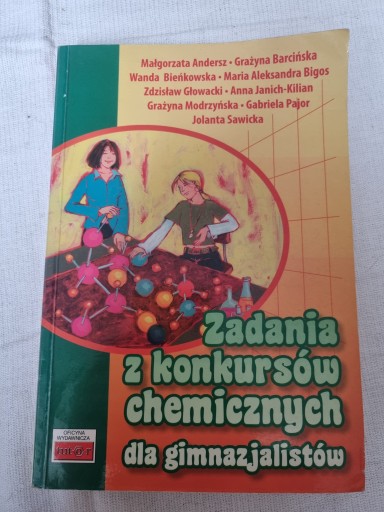 Małgorzata Andersz • Grażyna Barcińska
Wanda Bieńkowska • Maria Aleksandra Bigos
Zdzisław Głowacki • Anna Janich-Kilian
Grażyna Modrzyńska • Gabriela Pajor
Jolanta Sawicka
Zadania
z konkursów
chemicznych
dla gimnazjalistów
OFICYNA
WYDAWNICZA